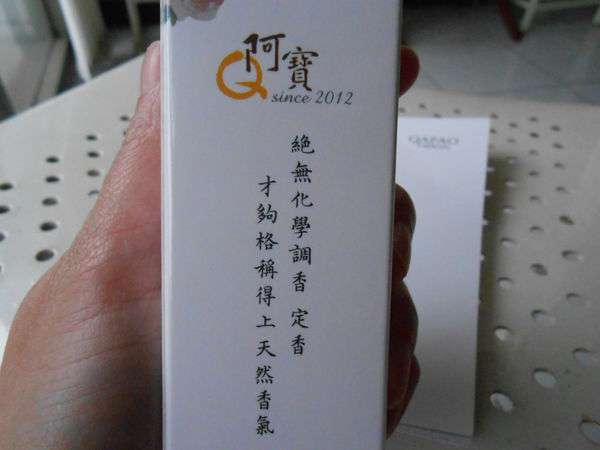 Q阿寶
since 2012
絕無化學調香 定香
才夠格稱得上天然香氣
QAPAO